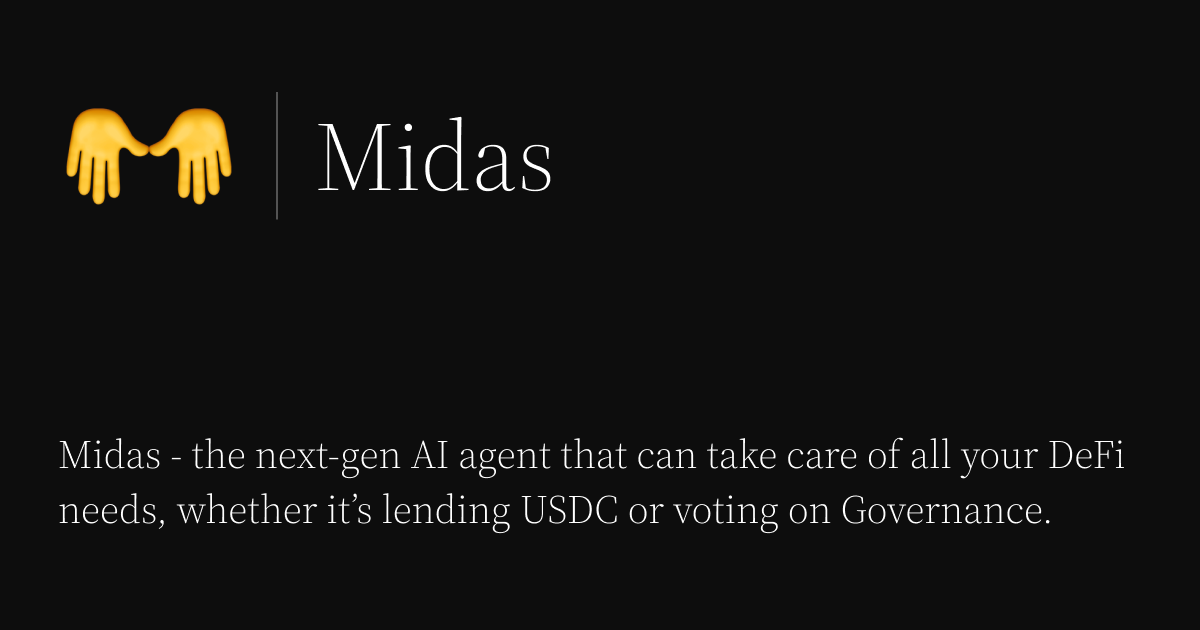 Midas
Midas - the next-gen AI agent that can take care of all your DeFi
needs, whether it’s lending USDC or voting on Governance.